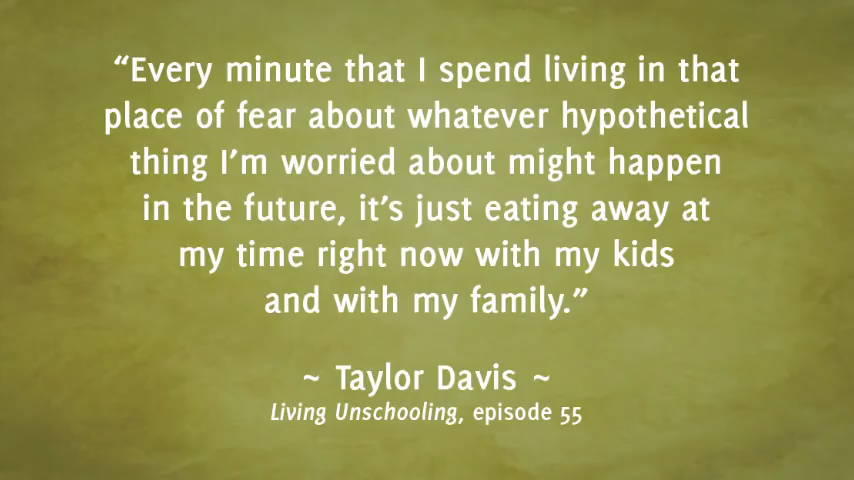 “Every minute that I spend living in that
place of fear about whatever hypothetical
thing I’m worried about might happen
in the future, it’s just eating away at
my time right now with my kids
and with my family.”
~ Taylor Davis ~
Living Unschooling, episode 55